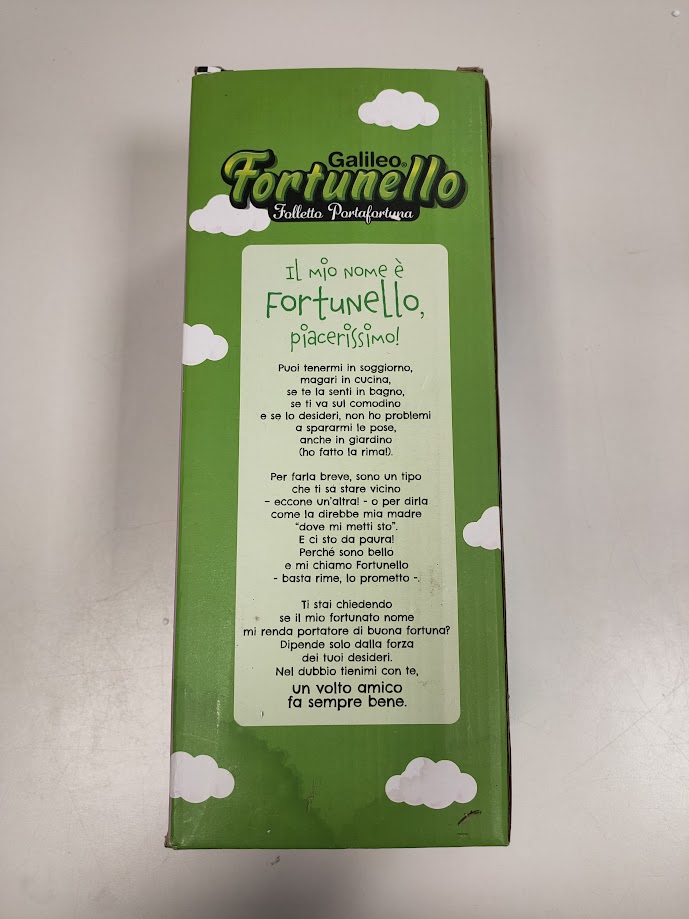 Galileo®
Fortunello
Folletto Portafortuna
Il mio nome è
Fortunello,
piacerissimo!
Puoi tenermi in soggiorno,
magari in cucina,
se te la senti in bagno,
se ti va sul comodino
e se lo desideri, non ho problemi
a spararmi le pose,
anche in giardino
(ho fatto la rima!).
Per farla breve, sono un tipo
che ti sa stare vicino
– eccone un'altra! - o per dirla
come la direbbe mia madre
"dove mi metti sto".
E ci sto da paura!
Perché sono bello
e mi chiamo Fortunello
- basta rime, lo prometto -.
Ti stai chiedendo
se il mio fortunato nome
mi renda portatore di buona fortuna?
Dipende solo dalla forza
dei tuoi desideri.
Nel dubbio tienimi con te,
un volto amico
fa sempre bene.